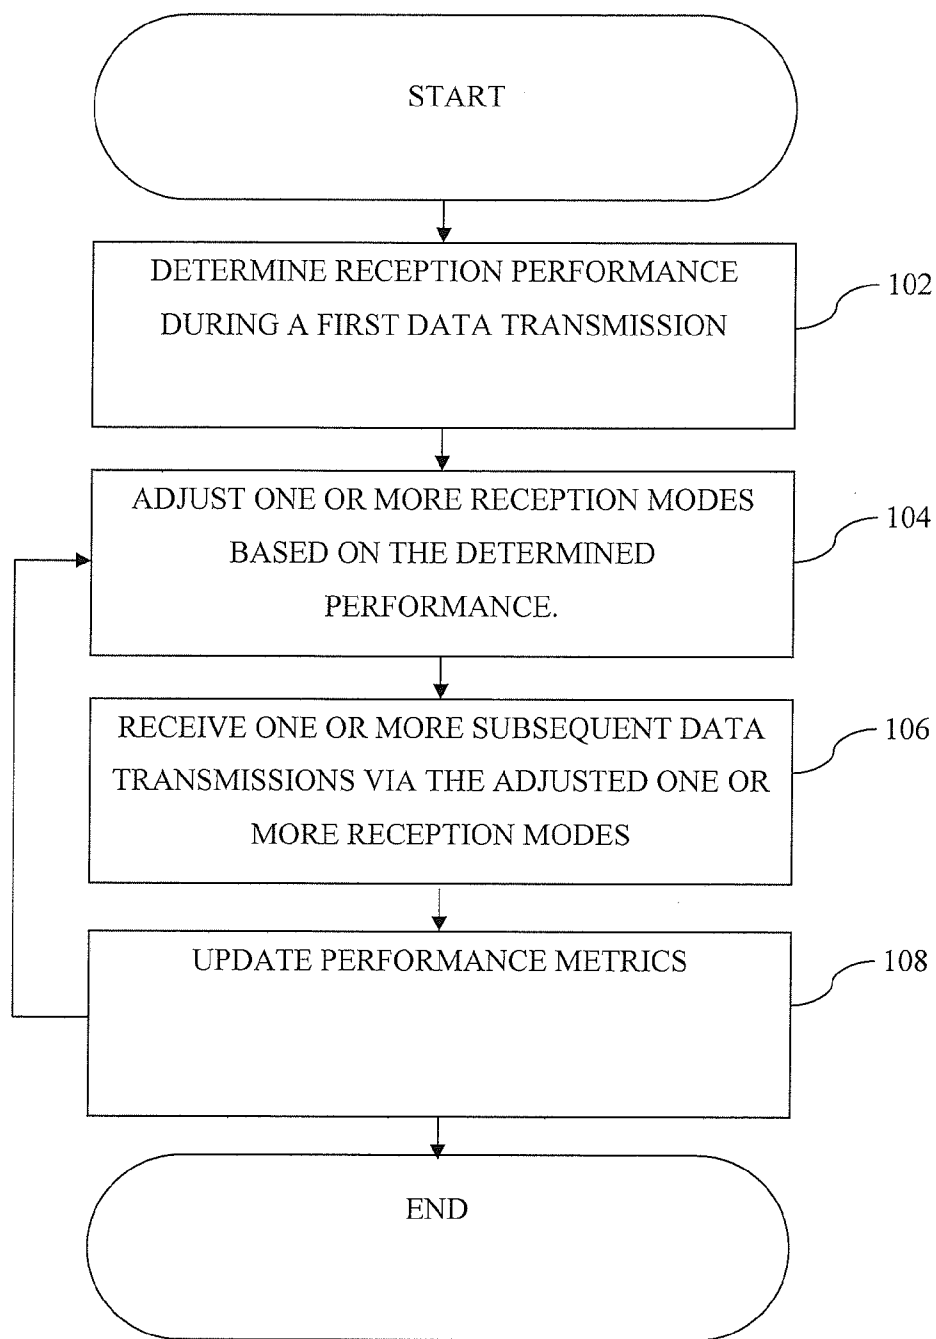 START
DETERMINE RECEPTION PERFORMANCE
DURING A FIRST DATA TRANSMISSION
102
ADJUST ONE OR MORE RECEPTION MODES
BASED ON THE DETERMINED
PERFORMANCE.
104
RECEIVE ONE OR MORE SUBSEQUENT DATA
TRANSMISSIONS VIA THE ADJUSTED ONE OR
MORE RECEPTION MODES
106
UPDATE PERFORMANCE METRICS
108
END